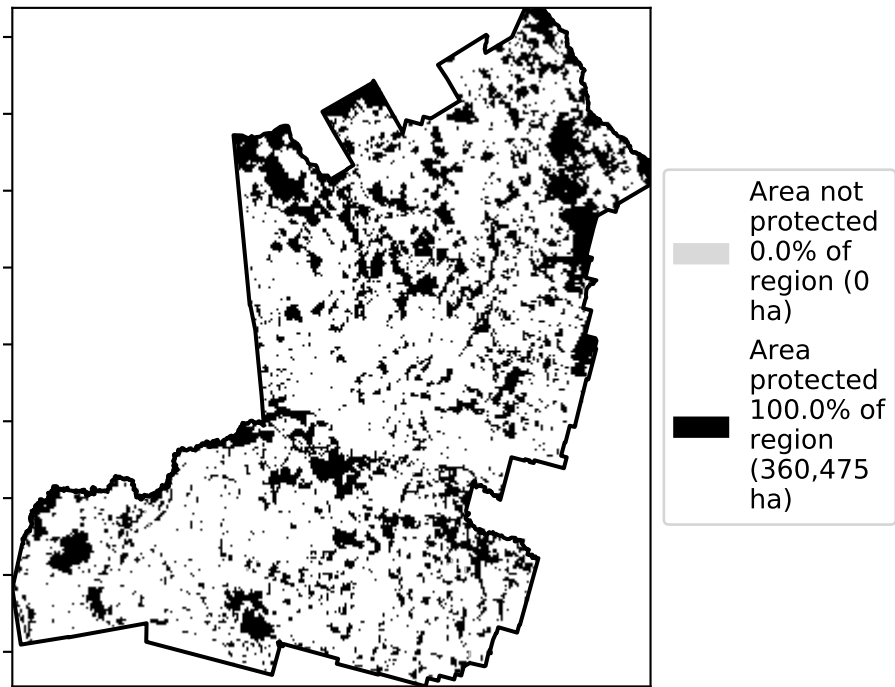 Area not
protected
0.0% of
region (0
ha)
Area
protected
100.0% of
region
(360,475
ha)